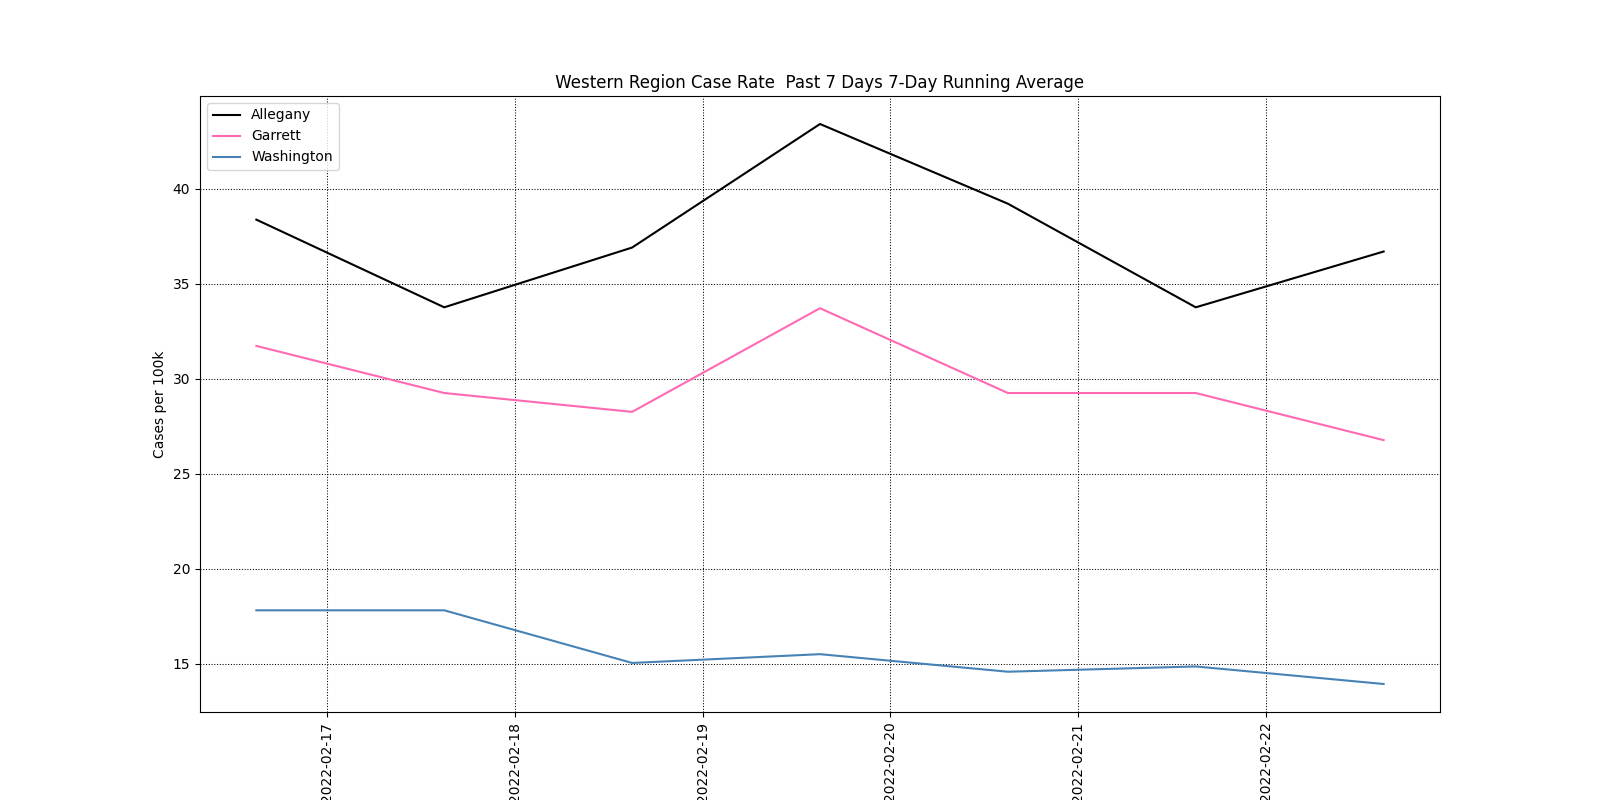 Western Region Case Rate  Past 7 Days 7-Day Running Average
Allegany
Garrett
Washington
40
35
30
25
20
15
Cases per 100k
2022-02-17
2022-02-18
2022-02-19
2022-02-20
2022-02-21
2022-02-22